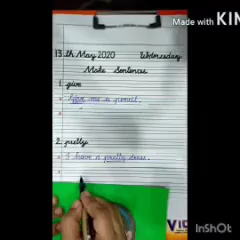 Made with KIN
13th May 2020 Wednesday
Make Sentences
1. give
Give me a pencil.
2. pretty
I have a pretty dress.
InShOt